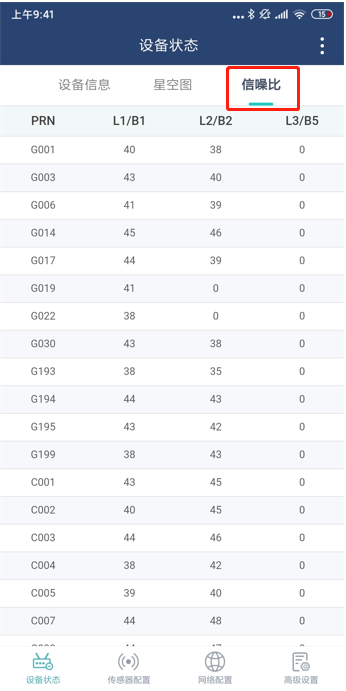 上午9:41
15
设备状态
设备信息 星空图 信噪比
PRN L1/B1 L2/B2 L3/B5
G001 40 38 0
G003 43 40 0
G006 41 39 0
G014 45 46 0
G017 44 39 0
G019 41 0 0
G022 38 0 0
G030 43 38 0
G193 38 35 0
G194 44 43 0
G195 43 42 0
G199 38 43 0
C001 43 45 0
C002 40 45 0
C003 44 46 0
C004 38 42 0
C005 39 40 0
C007 44 48 0
设备状态 传感器配置 网络配置 高级设置